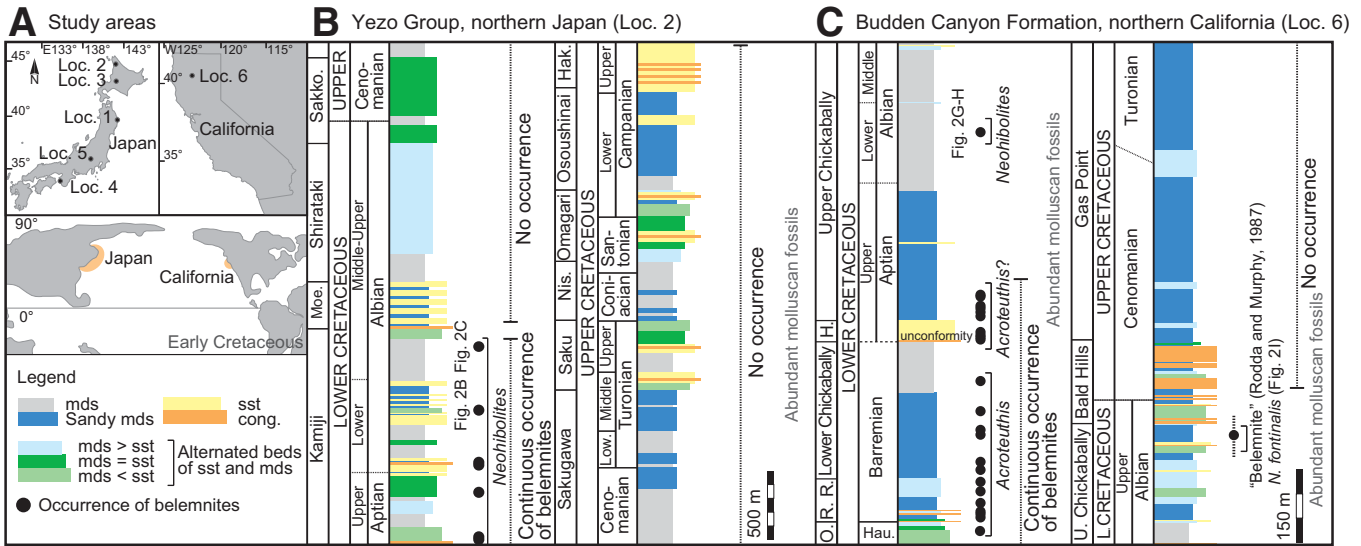 A Study areas
E133° 138° 143°
W125° 120° 115°
45°
40°
35°
N
Loc. 2
Loc. 3
Loc. 1
Japan
Loc. 5
Loc. 4
40°
Loc. 6
California
35°
90°
Japan
California
0°
Early Cretaceous
Legend
mds
Sandy mds
sst
cong.
mds > sst
mds = sst
mds < sst
Alternated beds
of sst and mds
Occurrence of belemnites
B Yezo Group, northern Japan (Loc. 2)
Sakko.
Shirataki
Moe.
Kamiji
UPPER
LOWER CRETACEOUS
Ceno-
manian
Middle-Upper
Albian
Lower
Upper
Aptian
Fig. 2C
Fig. 2B
Neohibolites
No occurrence
Continuous occurrence
of belemnites
Hak.
Osoushinai
Omagari
Nis.
Saku
Sakugawa
UPPER CRETACEOUS
Upper
Lower
Campanian
San-
tonian
Coni-
acian
Upper
Middle
Low.
Turonian
Ceno-
manian
No occurrence
Abundant molluscan fossils
500 m
C Budden Canyon Formation, northern California (Loc. 6)
Upper Chickabally
H.
Lower Chickabally
R.
O. R.
LOWER CRETACEOUS
Middle
Lower
Albian
Upper
Aptian
Barremian
Hau.
unconformity
Fig. 2G-H
Neohibolites
Acroteuthis?
Acroteuthis
Continuous occurrence
of belemnites
Abundant molluscan fossils
Gas Point
Bald Hills
U. Chickabally
UPPER CRETACEOUS
L. CRETACEOUS
Turonian
Cenomanian
Upper
Albian
"Belemnite" (Rodda and Murphy, 1987)
N. fontinalis (Fig. 2I)
No occurrence
Abundant molluscan fossils
150 m